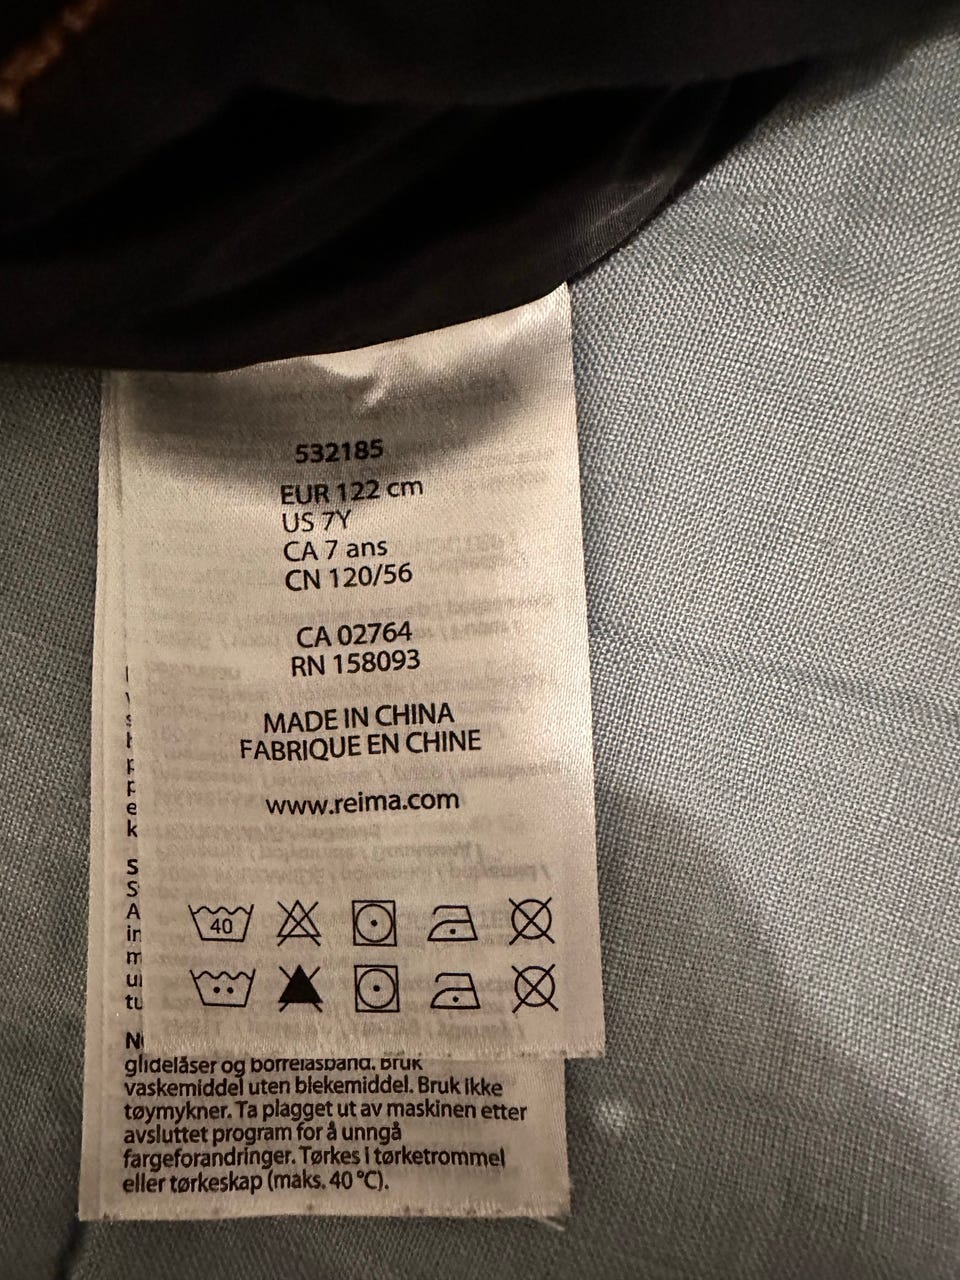 532185
EUR 122 cm
US 7Y
CA 7 ans
CN 120/56
CA 02764
RN 158093
MADE IN CHINA
FABRIQUE EN CHINE
www.reima.com
40
glidelåser og borrelåsbånd. Bruk
vaskemiddel uten blekemiddel. Bruk ikke
tøymykner. Ta plagget ut av maskinen etter
avsluttet program for å unngå
fargeforandringer. Tørkes i tørketrommel
eller tørkeskap (maks. 40 °C).